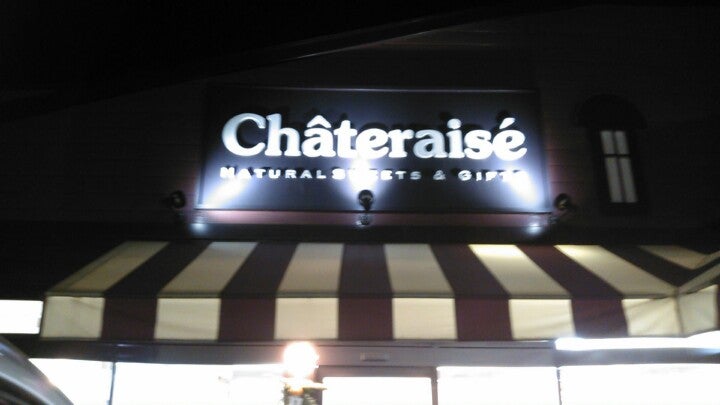 Châteraisé
NATURAL SWEETS & GIFTS